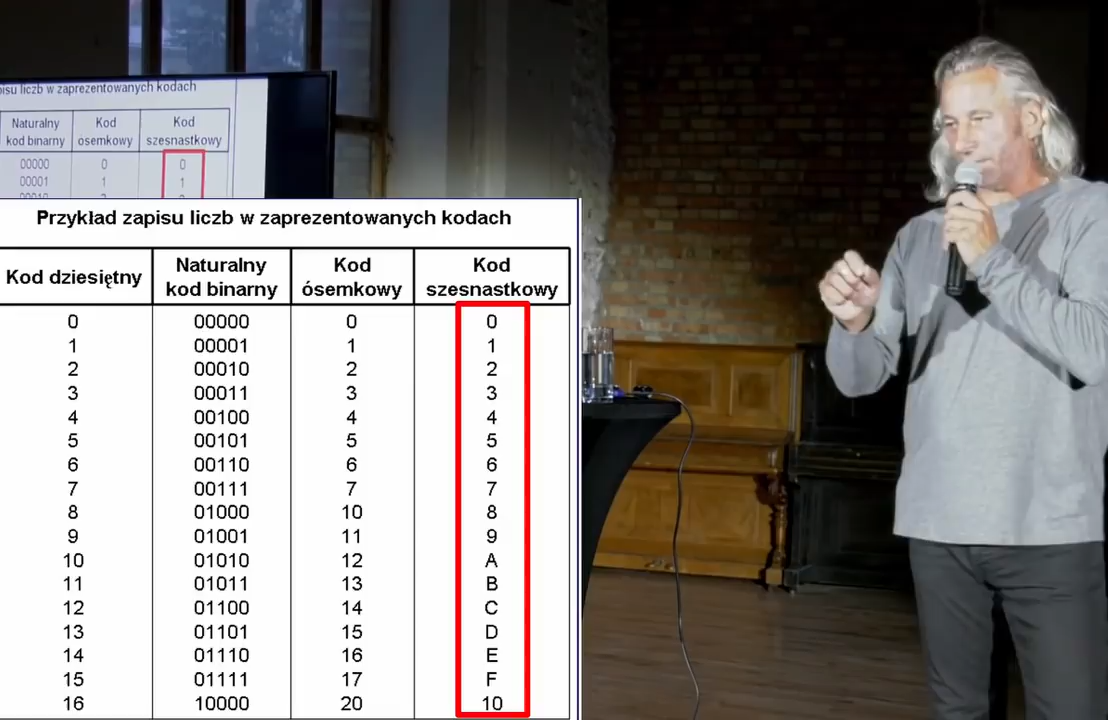 isu liczb w zaprezentowanych kodach
Naturalny kod binarny Kod ósemkowy Kod szesnastkowy
00000 0 0
00001 1 1
Przykład zapisu liczb w zaprezentowanych kodach
Kod dziesiętny Naturalny kod binarny Kod ósemkowy Kod szesnastkowy
0 00000 0 0
1 00001 1 1
2 00010 2 2
3 00011 3 3
4 00100 4 4
5 00101 5 5
6 00110 6 6
7 00111 7 7
8 01000 10 8
9 01001 11 9
10 01010 12 A
11 01011 13 B
12 01100 14 C
13 01101 15 D
14 01110 16 E
15 01111 17 F
16 10000 20 10